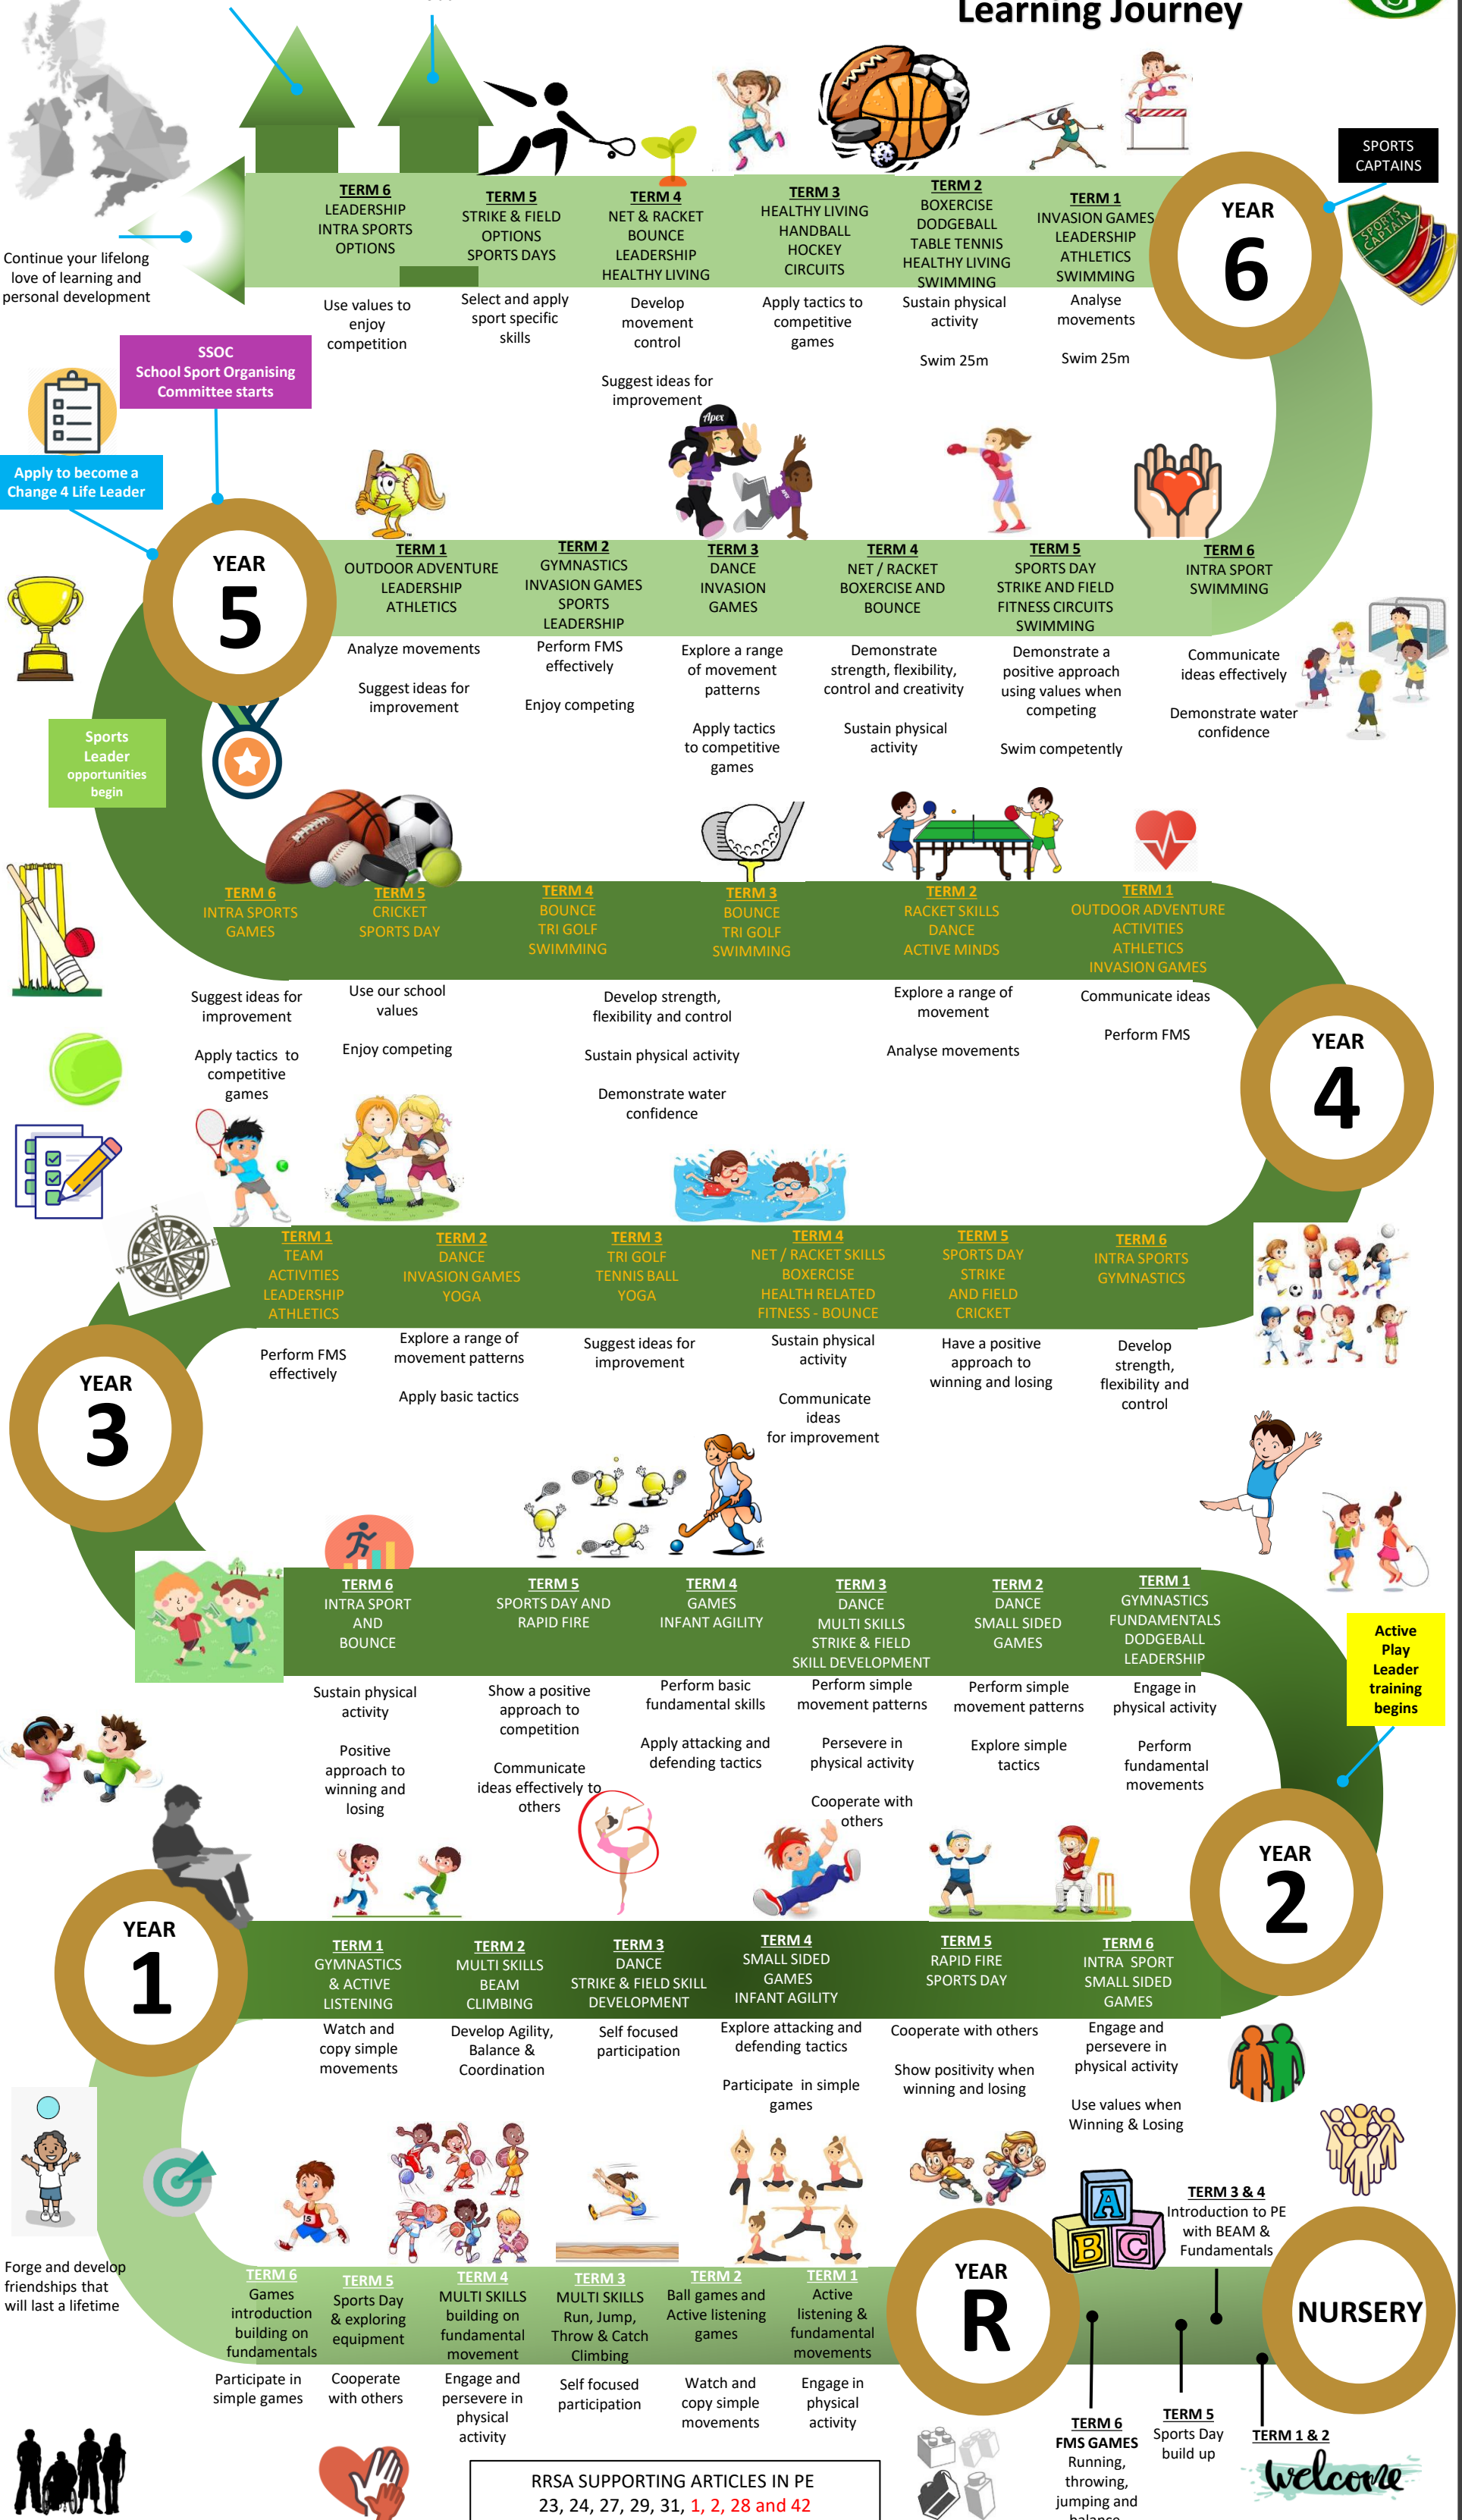 Learning Journey
SPORTS
CAPTAINS
SPORTS
CAPTAIN
YEAR
6
TERM 6
LEADERSHIP
INTRA SPORTS
OPTIONS
TERM 5
STRIKE & FIELD
OPTIONS
SPORTS DAYS
TERM 4
NET & RACKET
BOUNCE
LEADERSHIP
HEALTHY LIVING
TERM 3
HEALTHY LIVING
HANDBALL
HOCKEY
CIRCUITS
TERM 2
BOXERCISE
DODGEBALL
TABLE TENNIS
HEALTHY LIVING
SWIMMING
TERM 1
INVASION GAMES
LEADERSHIP
ATHLETICS
SWIMMING
Continue your lifelong
love of learning and
personal development
Use values to
enjoy
competition
Select and apply
sport specific
skills
Develop
movement
control
Suggest ideas for
improvement
Apply tactics to
competitive
games
Sustain physical
activity
Swim 25m
Analyse
movements
Swim 25m
SSOC
School Sport Organising
Committee starts
Apply to become a
Change 4 Life Leader
Apex
YEAR
5
TERM 1
OUTDOOR ADVENTURE
LEADERSHIP
ATHLETICS
TERM 2
GYMNASTICS
INVASION GAMES
SPORTS
LEADERSHIP
TERM 3
DANCE
INVASION
GAMES
TERM 4
NET / RACKET
BOXERCISE AND
BOUNCE
TERM 5
SPORTS DAY
STRIKE AND FIELD
FITNESS CIRCUITS
SWIMMING
TERM 6
INTRA SPORT
SWIMMING
Analyze movements
Suggest ideas for
improvement
Perform FMS
effectively
Enjoy competing
Explore a range
of movement
patterns
Apply tactics
to competitive
games
Demonstrate
strength, flexibility,
control and creativity
Sustain physical
activity
Demonstrate a
positive approach
using values when
competing
Swim competently
Communicate
ideas effectively
Demonstrate water
confidence
Sports
Leader
opportunities
begin
TERM 6
INTRA SPORTS
GAMES
TERM 5
CRICKET
SPORTS DAY
TERM 4
BOUNCE
TRI GOLF
SWIMMING
TERM 3
BOUNCE
TRI GOLF
SWIMMING
TERM 2
RACKET SKILLS
DANCE
ACTIVE MINDS
TERM 1
OUTDOOR ADVENTURE
ACTIVITIES
ATHLETICS
INVASION GAMES
Suggest ideas for
improvement
Apply tactics to
competitive
games
Use our school
values
Enjoy competing
Develop strength,
flexibility and control
Sustain physical activity
Demonstrate water
confidence
Explore a range of
movement
Analyse movements
Communicate ideas
Perform FMS
YEAR
4
N
E
W
TERM 1
TEAM
ACTIVITIES
LEADERSHIP
ATHLETICS
TERM 2
DANCE
INVASION GAMES
YOGA
TERM 3
TRI GOLF
TENNIS BALL
YOGA
TERM 4
NET / RACKET SKILLS
BOXERCISE
HEALTH RELATED
FITNESS - BOUNCE
TERM 5
SPORTS DAY
STRIKE
AND FIELD
CRICKET
TERM 6
INTRA SPORTS
GYMNASTICS
YEAR
3
Perform FMS
effectively
Explore a range of
movement patterns
Apply basic tactics
Suggest ideas for
improvement
Sustain physical
activity
Communicate
ideas
for improvement
Have a positive
approach to
winning and losing
Develop
strength,
flexibility and
control
TERM 6
INTRA SPORT
AND
BOUNCE
TERM 5
SPORTS DAY AND
RAPID FIRE
TERM 4
GAMES
INFANT AGILITY
TERM 3
DANCE
MULTI SKILLS
STRIKE & FIELD
SKILL DEVELOPMENT
TERM 2
DANCE
SMALL SIDED
GAMES
TERM 1
GYMNASTICS
FUNDAMENTALS
DODGEBALL
LEADERSHIP
Active
Play
Leader
training
begins
Sustain physical
activity
Positive
approach to
winning and
losing
Show a positive
approach to
competition
Communicate
ideas effectively to
others
Perform basic
fundamental skills
Apply attacking and
defending tactics
Perform simple
movement patterns
Persevere in
physical activity
Cooperate with
others
Perform simple
movement patterns
Explore simple
tactics
Engage in
physical activity
Perform
fundamental
movements
YEAR
2
YEAR
1
TERM 1
GYMNASTICS
& ACTIVE
LISTENING
TERM 2
MULTI SKILLS
BEAM
CLIMBING
TERM 3
DANCE
STRIKE & FIELD SKILL
DEVELOPMENT
TERM 4
SMALL SIDED
GAMES
INFANT AGILITY
TERM 5
RAPID FIRE
SPORTS DAY
TERM 6
INTRA SPORT
SMALL SIDED
GAMES
Watch and
copy simple
movements
Develop Agility,
Balance &
Coordination
Self focused
participation
Explore attacking and
defending tactics
Participate in simple
games
Cooperate with others
Show positivity when
winning and losing
Engage and
persevere in
physical activity
Use values when
Winning & Losing
Forge and develop
friendships that
will last a lifetime
TERM 6
Games
introduction
building on
fundamentals
TERM 5
Sports Day
& exploring
equipment
TERM 4
MULTI SKILLS
building on
fundamental
movement
TERM 3
MULTI SKILLS
Run, Jump,
Throw & Catch
Climbing
TERM 2
Ball games and
Active listening
games
TERM 1
Active
listening &
fundamental
movements
YEAR
R
A
B
C
TERM 3 & 4
Introduction to PE
with BEAM &
Fundamentals
NURSERY
Participate in
simple games
Cooperate
with others
Engage and
persevere in
physical
activity
Self focused
participation
Watch and
copy simple
movements
Engage in
physical
activity
TERM 6
FMS GAMES
Running,
throwing,
jumping and
balance
TERM 5
Sports Day
build up
TERM 1 & 2
welcome
RRSA SUPPORTING ARTICLES IN PE
23, 24, 27, 29, 31, 1, 2, 28 and 42